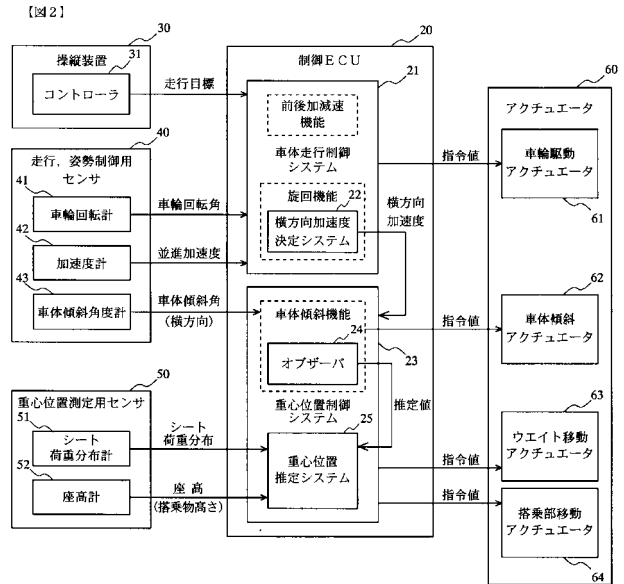 【図2】
30
操縦装置
31
コントローラ
走行目標
40
走行，姿勢制御用
センサ
41
車輪回転計
車輪回転角
42
加速度計
並進加速度
43
車体傾斜角度計
車体傾斜角
(横方向)
50
重心位置測定用センサ
51
シート
荷重分布計
シート
荷重分布
52
座高計
座高
(搭乗物高さ)
20
制御ECU
21
前後加減速
機能
車体走行制御
システム
旋回機能
22
横方向加速度
決定システム
横方向
加速度
車体傾斜機能
24
オブザーバ
23
重心位置制御
システム
推定値
25
重心位置
推定システム
60
アクチュエータ
指令値
車輪駆動
アクチュエータ
61
62
指令値
車体傾斜
アクチュエータ
63
指令値
ウエイト移動
アクチュエータ
指令値
搭乗部移動
アクチュエータ
64